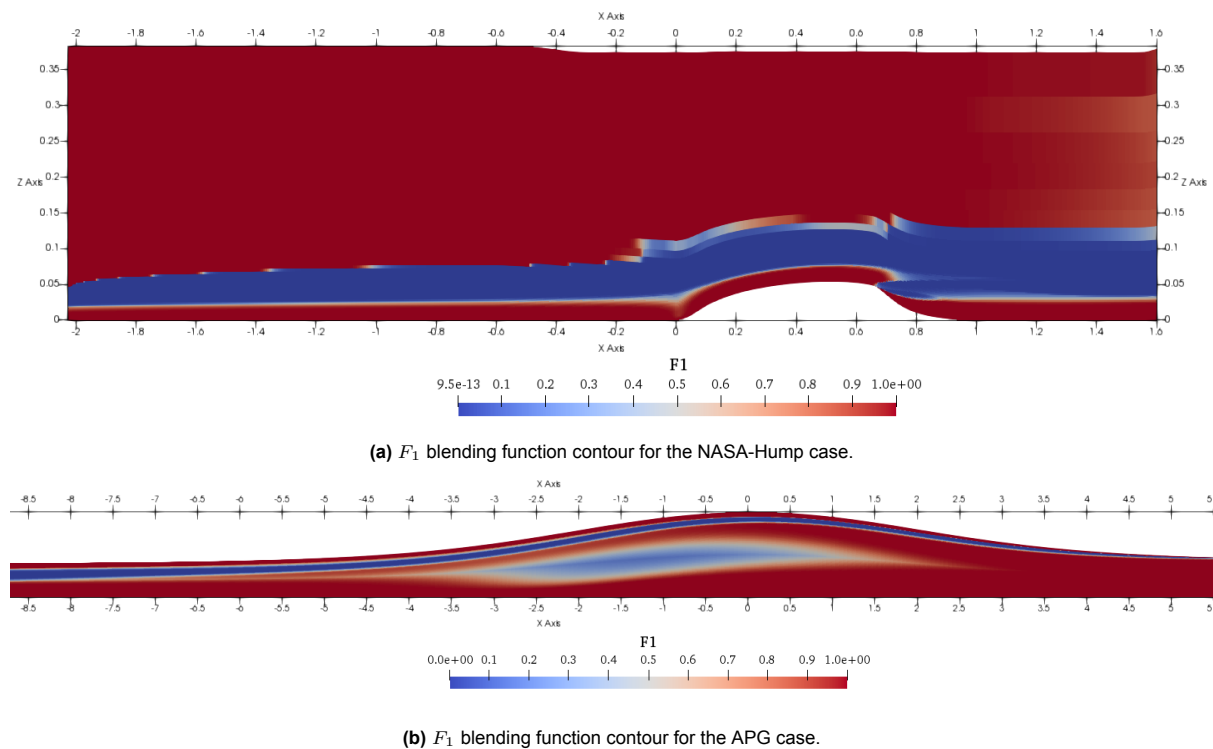 X Axis
-2 -1.8 -1.6 -1.4 -1.2 -1 -0.8 -0.6 -0.4 -0.2 0 0.2 0.4 0.6 0.8 1 1.2 1.4 1.6
0.35 0.35
0.3 0.3
0.25 0.25
0.2 0.2
Z Axis Z Axis
0.15 0.15
0.1 0.1
0.05 0.05
0 0
-2 -1.8 -1.6 -1.4 -1.2 -1 -0.8 -0.6 -0.4 -0.2 0 0.2 0.4 0.6 0.8 1 1.2 1.4 1.6
X Axis
F1
9.5e-13 0.1 0.2 0.3 0.4 0.5 0.6 0.7 0.8 0.9 1.0e+00
(a) F₁ blending function contour for the NASA-Hump case.
X Axis
-8.5 -8 -7.5 -7 -6.5 -6 -5.5 -5 -4.5 -4 -3.5 -3 -2.5 -2 -1.5 -1 -0.5 0 0.5 1 1.5 2 2.5 3 3.5 4 4.5 5 5
-8.5 -8 -7.5 -7 -6.5 -6 -5.5 -5 -4.5 -4 -3.5 -3 -2.5 -2 -1.5 -1 -0.5 0 0.5 1 1.5 2 2.5 3 3.5 4 4.5 5 5
X Axis
F1
0.0e+00 0.1 0.2 0.3 0.4 0.5 0.6 0.7 0.8 0.9 1.0e+00
(b) F₁ blending function contour for the APG case.